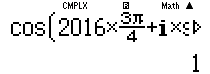 CMPLX R Math ▲
cos(2016×3π/4+i×s
1